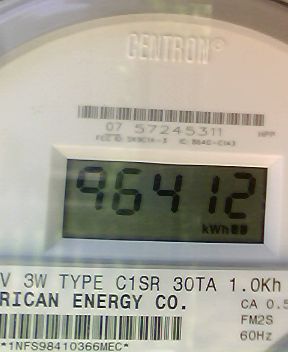 CENTRON®
07 57245311
HPP
96412
kWh
V 3W TYPE C1SR 30TA 1.0Kh
RICAN ENERGY CO.
CA 0.5
FM2S
60Hz
*1NFS98410366MEC*